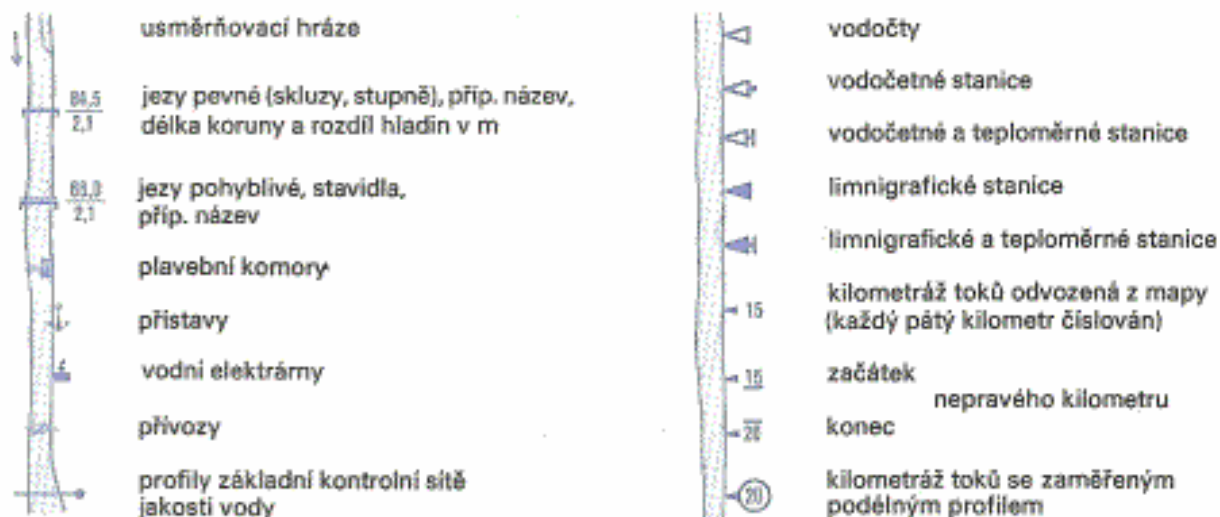 usměrňovací hráze
84,5
2,1
jezy pevné (skluzy, stupně), příp. název,
délka koruny a rozdíl hladin v m
2,1
jezy pohyblivé, stavidla,
příp. název
plavební komory
přístavy
vodní elektrárny
přívozy
profily základní kontrolní sítě
jakosti vody
vodočty
vodočetné stanice
vodočetné a teploměrné stanice
limnigrafické stanice
limnigrafické a teploměrné stanice
15
kilometráž toků odvozená z mapy
(každý pátý kilometr číslován)
15
začátek
nepravého kilometru
20
konec
20
kilometráž toků se zaměřeným
podélným profilem